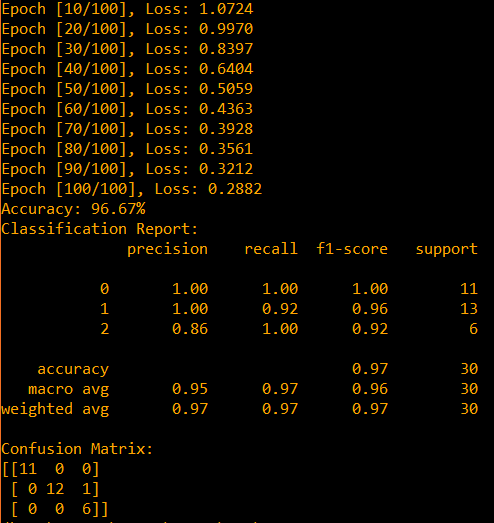 Epoch [10/100], Loss: 1.0724
Epoch [20/100], Loss: 0.9970
Epoch [30/100], Loss: 0.8397
Epoch [40/100], Loss: 0.6404
Epoch [50/100], Loss: 0.5059
Epoch [60/100], Loss: 0.4363
Epoch [70/100], Loss: 0.3928
Epoch [80/100], Loss: 0.3561
Epoch [90/100], Loss: 0.3212
Epoch [100/100], Loss: 0.2882
Accuracy: 96.67%
Classification Report:
              precision    recall  f1-score   support
           0       1.00      1.00      1.00        11
           1       1.00      0.92      0.96        13
           2       0.86      1.00      0.92         6
    accuracy                           0.97        30
   macro avg       0.95      0.97      0.96        30
weighted avg       0.97      0.97      0.97        30
Confusion Matrix:
[[11  0  0]
 [ 0 12  1]
 [ 0  0  6]]